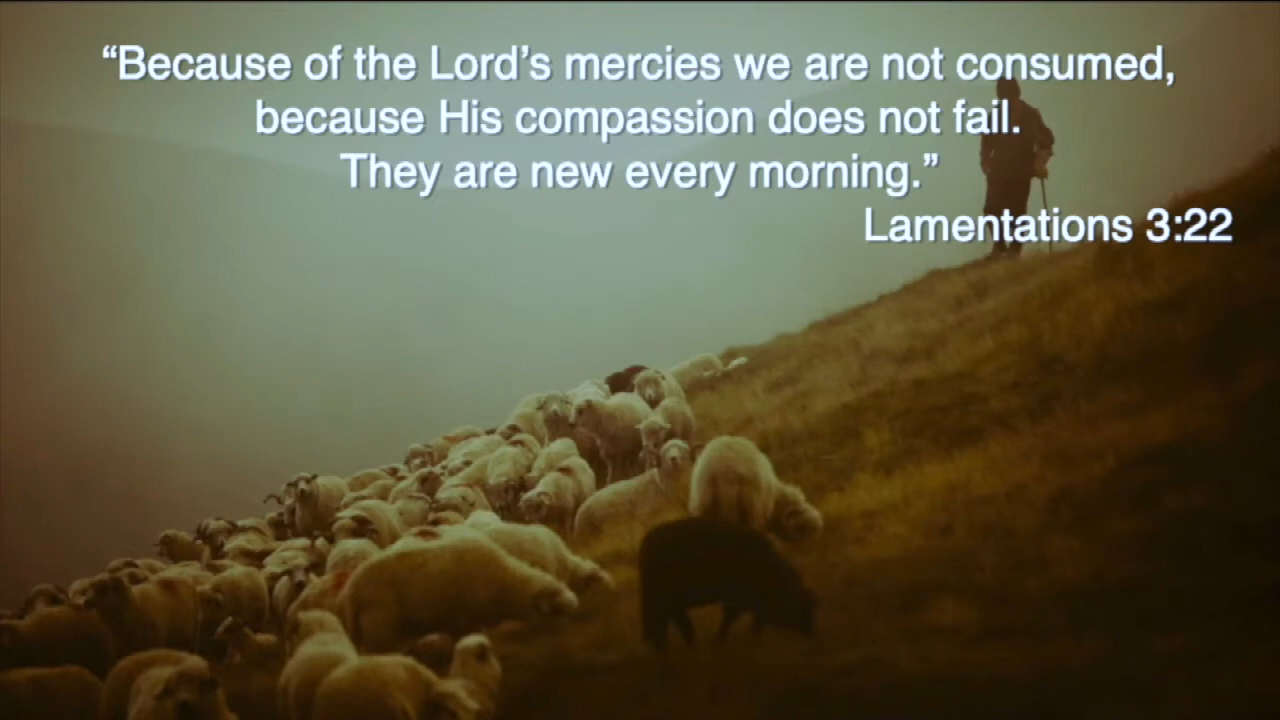 “Because of the Lord’s mercies we are not consumed,
because His compassion does not fail.
They are new every morning.”
Lamentations 3:22